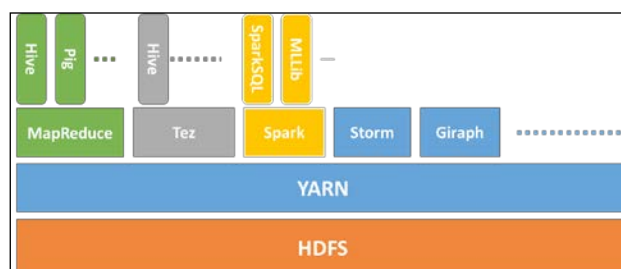 Hive
Pig
Hive
SparkSQL
MLLib
MapReduce
Tez
Spark
Storm
Giraph
YARN
HDFS